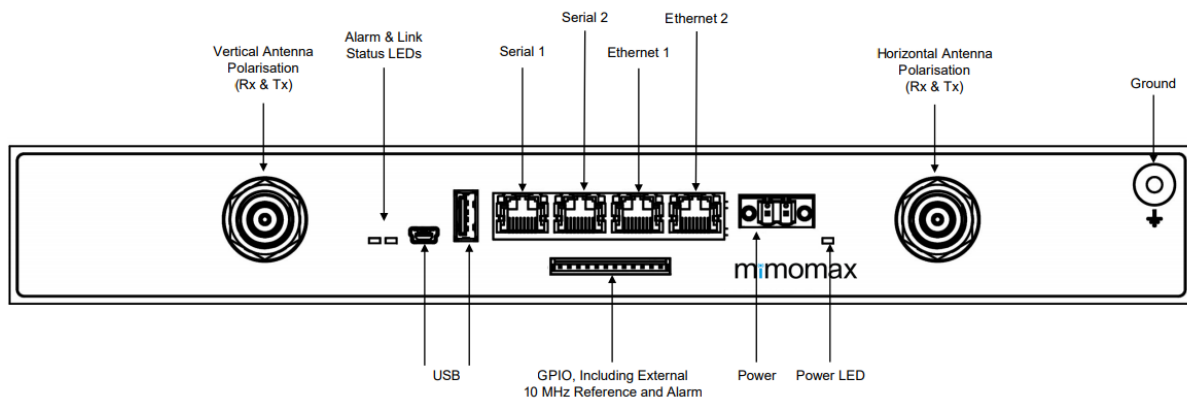 Serial 2
Ethernet 2
Alarm & Link
Status LEDs
Vertical Antenna
Polarisation
(Rx & Tx)
Serial 1
Ethernet 1
Horizontal Antenna
Polarisation
(Rx & Tx)
Ground
mimomax
USB
GPIO, Including External
10 MHz Reference and Alarm
Power
Power LED